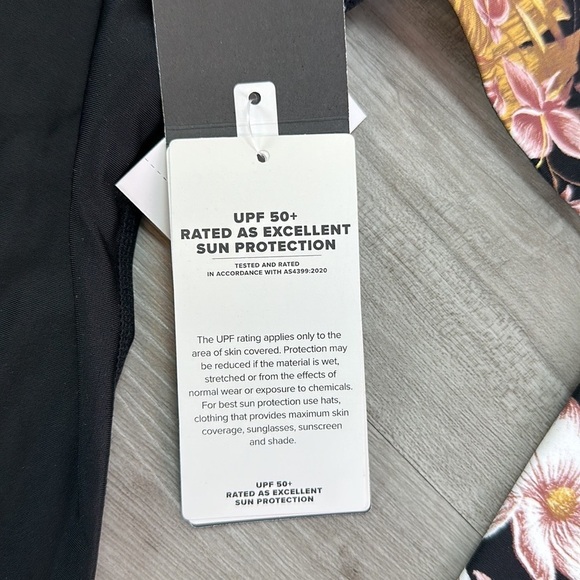 UPF 50+
RATED AS EXCELLENT
SUN PROTECTION
TESTED AND RATED
IN ACCORDANCE WITH AS4399:2020
The UPF rating applies only to the
area of skin covered. Protection may
be reduced if the material is wet,
stretched or from the effects of
normal wear or exposure to chemicals.
For best sun protection use hats,
clothing that provides maximum skin
coverage, sunglasses, sunscreen
and shade.
UPF 50+
RATED AS EXCELLENT
SUN PROTECTION